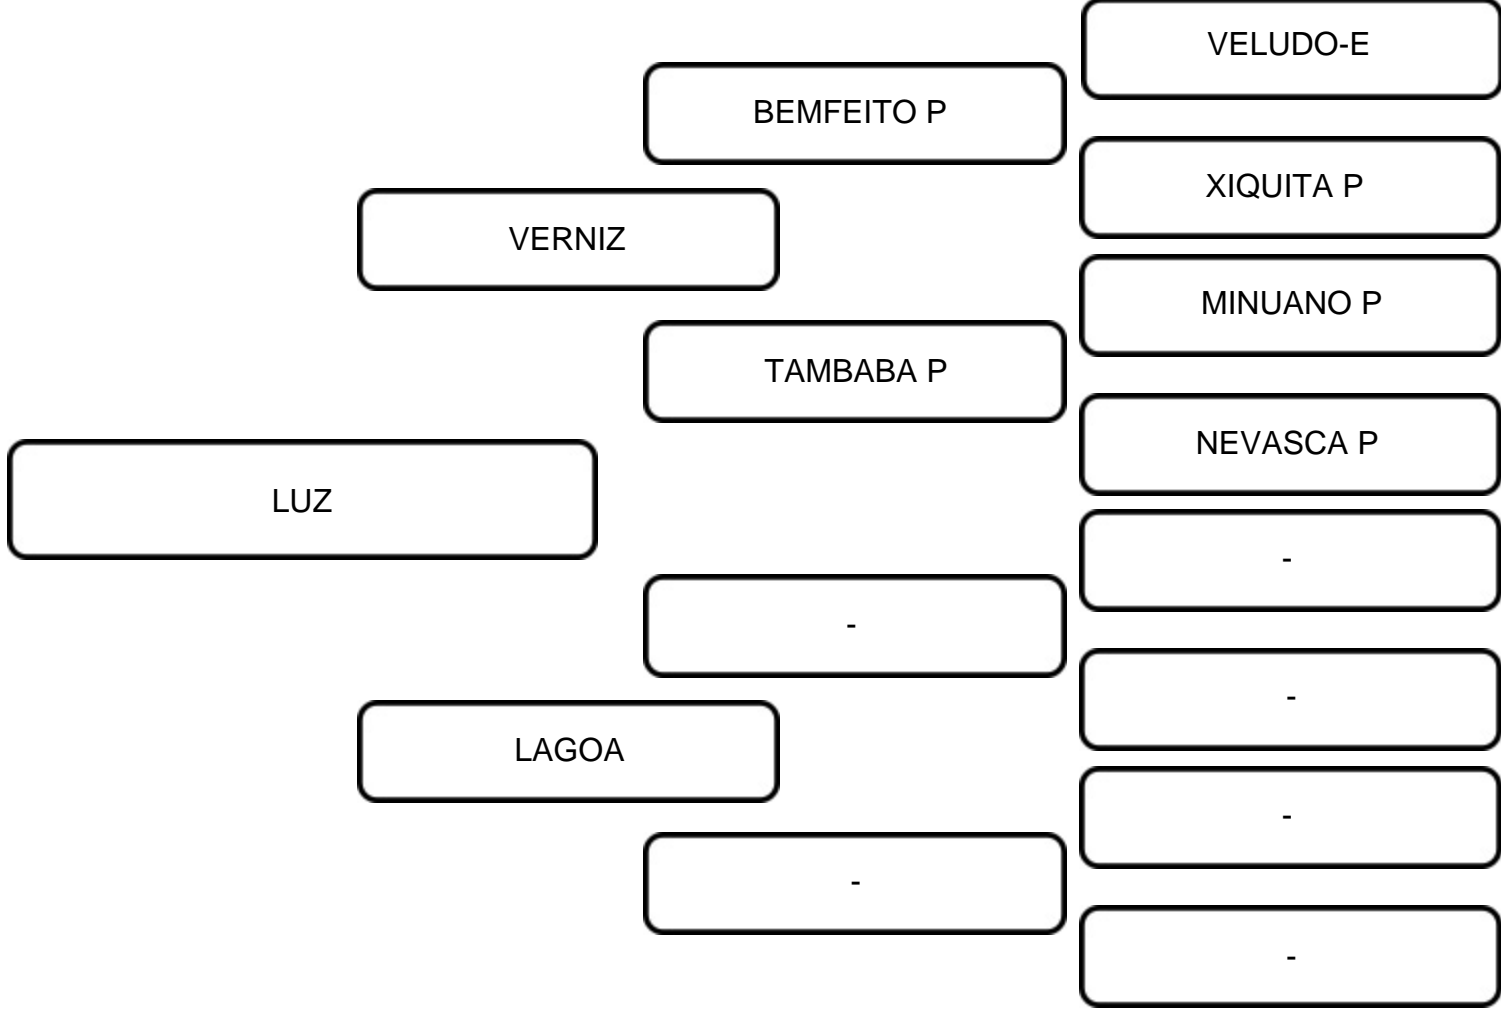 VELUDO-E
BEMFEITO P
XIQUITA P
VERNIZ
MINUANO P
TAMBABA P
NEVASCA P
LUZ
-
-
-
LAGOA
-
-
-